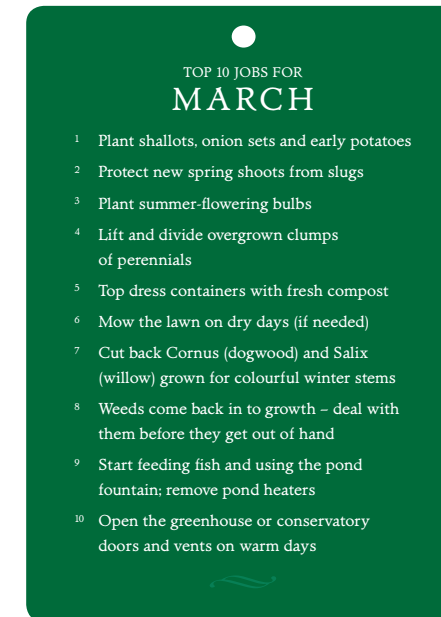 TOP 10 JOBS FOR
MARCH
1 Plant shallots, onion sets and early potatoes
2 Protect new spring shoots from slugs
3 Plant summer-flowering bulbs
4 Lift and divide overgrown clumps
of perennials
5 Top dress containers with fresh compost
6 Mow the lawn on dry days (if needed)
7 Cut back Cornus (dogwood) and Salix
(willow) grown for colourful winter stems
8 Weeds come back in to growth – deal with
them before they get out of hand
9 Start feeding fish and using the pond
fountain; remove pond heaters
10 Open the greenhouse or conservatory
doors and vents on warm days